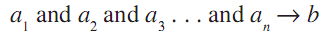 a₁ and a₂ and a₃ . . . and aₙ → b